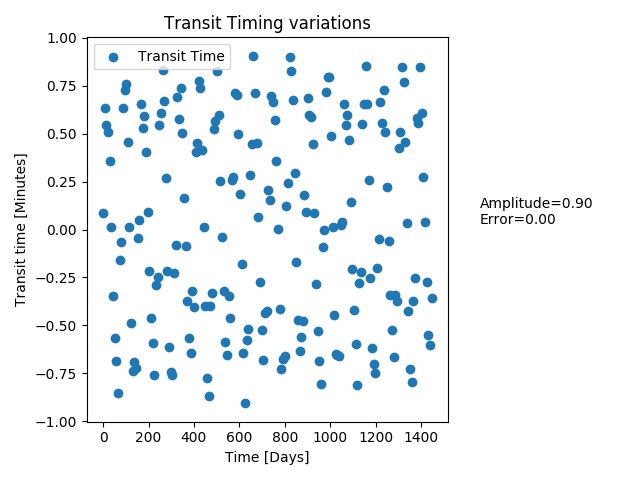 Transit Timing variations
Transit Time
1.00
0.75
0.50
0.25
0.00
−0.25
−0.50
−0.75
−1.00
Transit time [Minutes]
0 200 400 600 800 1000 1200 1400
Time [Days]
Amplitude=0.90
Error=0.00